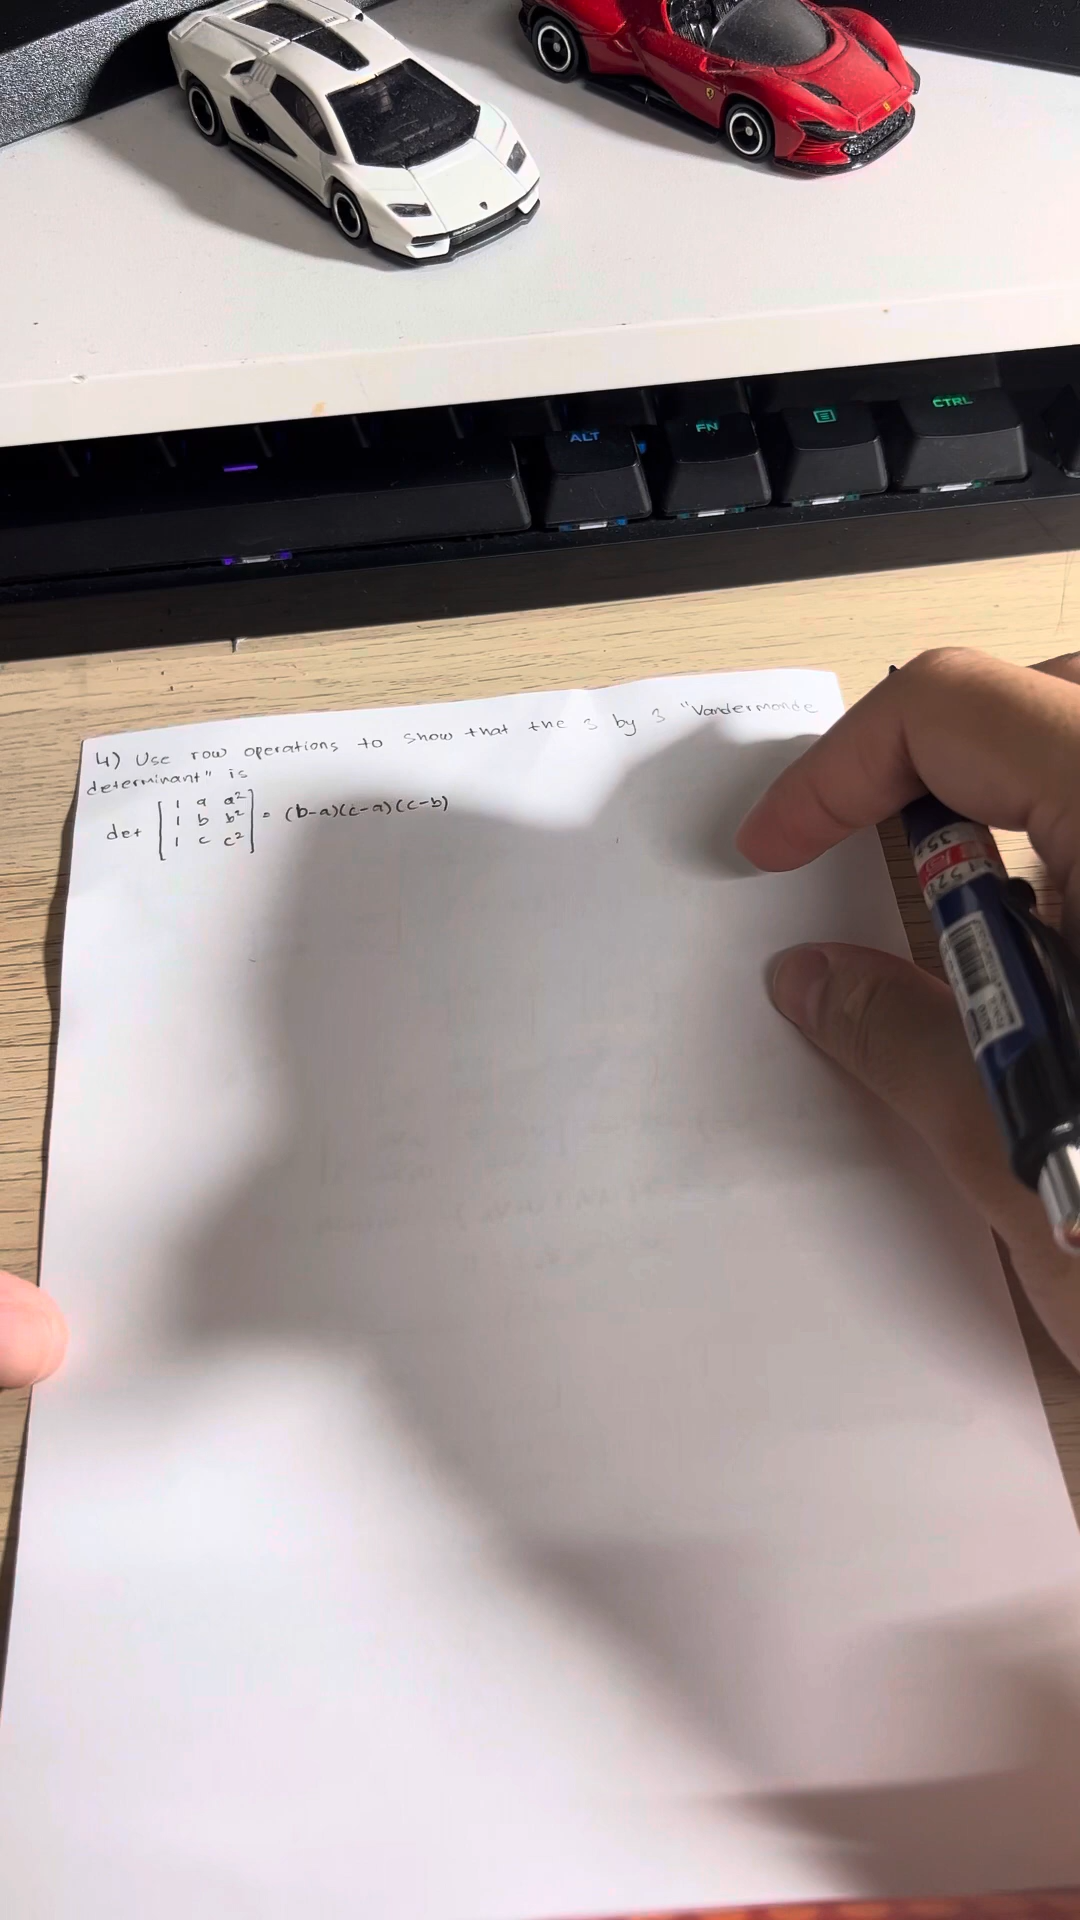 ALT FN CTRL
4) Use row operations to show that the 3 by 3 "Vandermonde
determinant" is
det [ 1 a a² ] = (b-a)(c-a)(c-b)
[ 1 b b² ]
[ 1 c c² ]